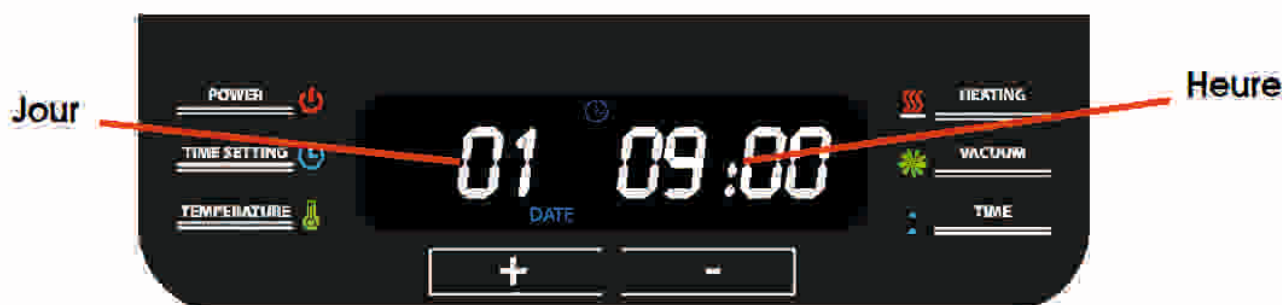 Jour
Heure
POWER
TIME SETTING
TEMPERATURE
01 09:00
DATE
HEATING
VACUUM
TIME
+ -